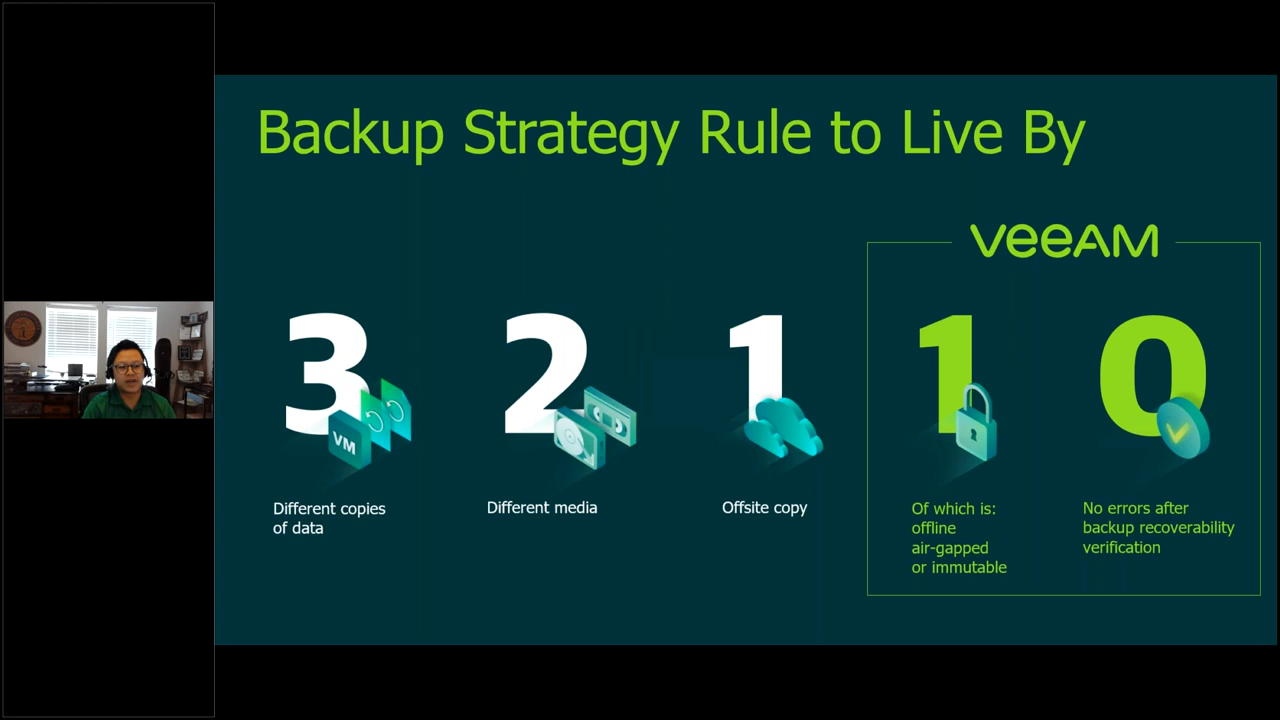 Backup Strategy Rule to Live By
veeAM
3
2
1
1
0
VM
Different copies
of data
Different media
Offsite copy
Of which is:
offline
air-gapped
or immutable
No errors after
backup recoverability
verification